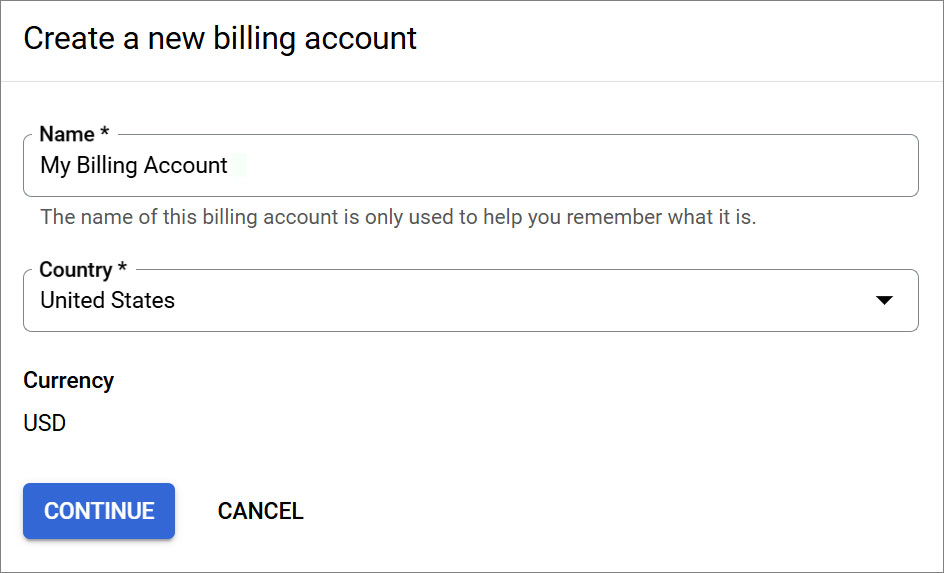 Create a new billing account
Name *
My Billing Account
The name of this billing account is only used to help you remember what it is.
Country *
United States
Currency
USD
CONTINUE CANCEL